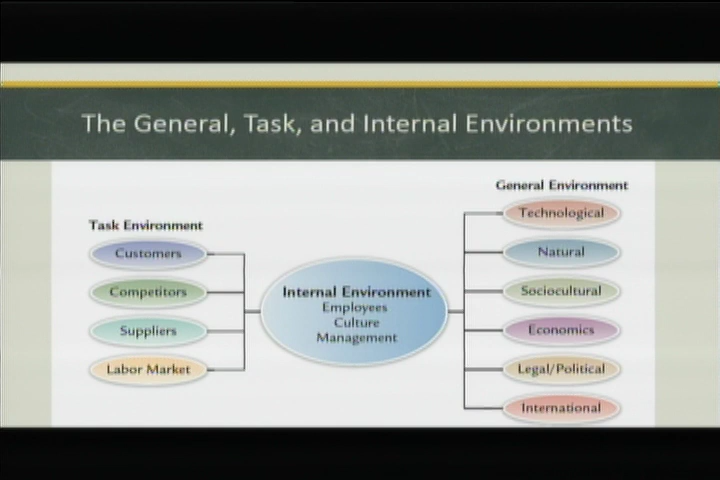 The General, Task, and Internal Environments
Task Environment
Customers
Competitors
Suppliers
Labor Market
Internal Environment
Employees
Culture
Management
General Environment
Technological
Natural
Sociocultural
Economics
Legal/Political
International